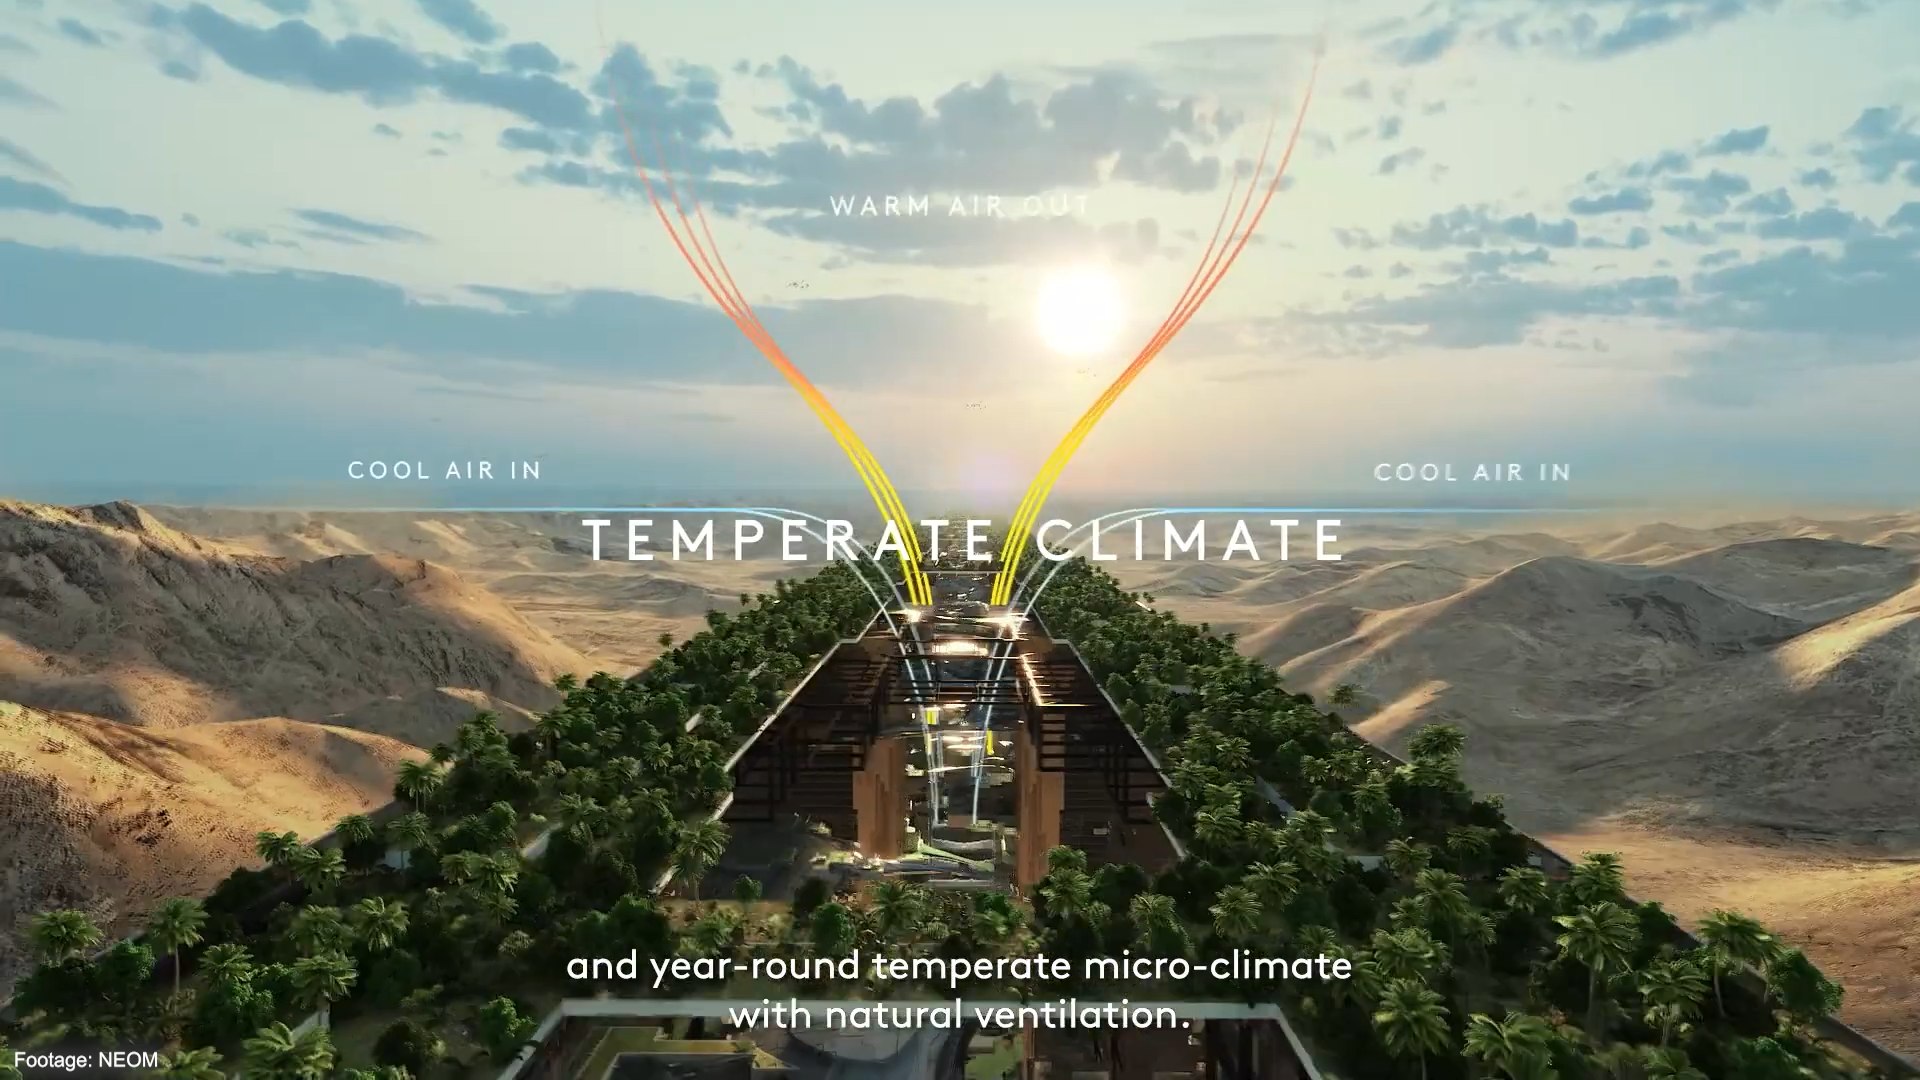 WARM AIR OUT
COOL AIR IN
COOL AIR IN
TEMPERATE CLIMATE
and year-round temperate micro-climate
with natural ventilation.
Footage: NEOM